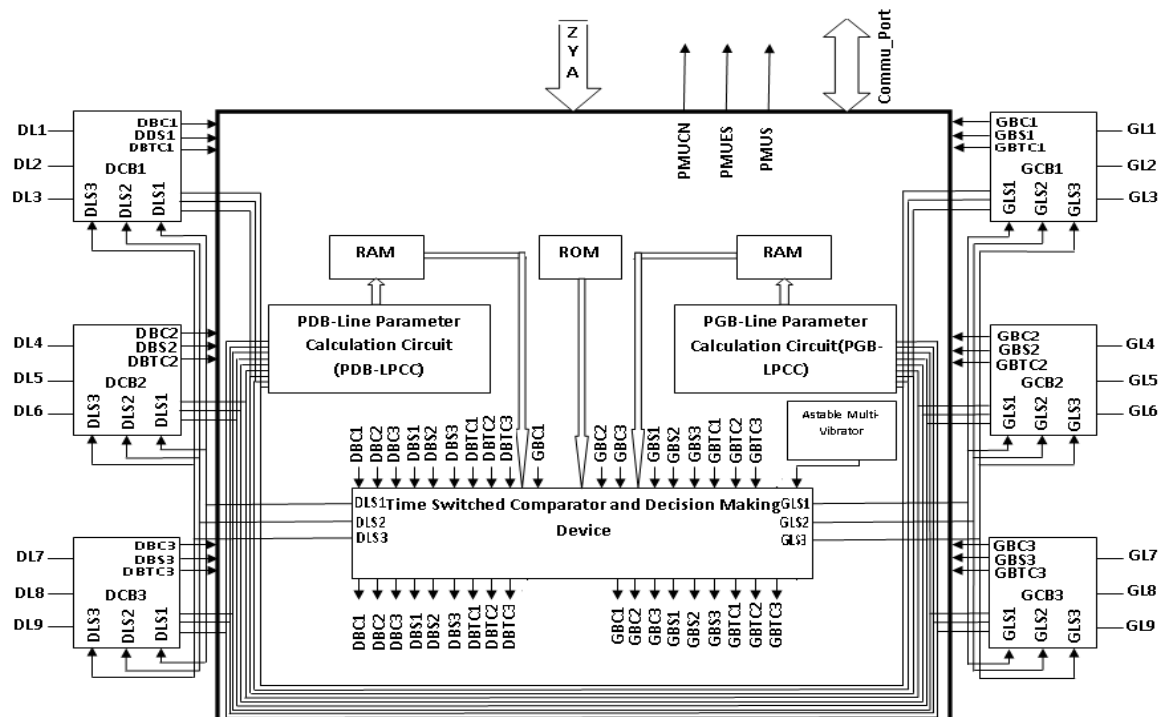 Z
Y
A
Commu_Port
PMUCN
PMUES
PMUS
DL1
DL2
DL3
DBC1
DDS1
DBTC1
DCB1
DLS3
DLS2
DLS1
GBC1
GBS1
GBTC1
GCB1
GLS1
GLS2
GLS3
GL1
GL2
GL3
RAM
ROM
RAM
PDB-Line Parameter
Calculation Circuit
(PDB-LPCC)
PGB-Line Parameter
Calculation Circuit(PGB-
LPCC)
DL4
DL5
DL6
DBC2
DBS2
DBTC2
DCB2
DLS3
DLS2
DLS1
GBC2
GBS2
GBTC2
GCB2
GLS1
GLS2
GLS3
GL4
GL5
GL6
Astable Multi-
Vibrator
DBC1
DBC2
DBC3
DBS1
DBS2
DBS3
DBTC1
DBTC2
DBTC3
GBC1
GBC2
GBC3
GBS1
GBS2
GBS3
GBTC1
GBTC2
GBTC3
DLS1
DLS2
DLS3
Time Switched Comparator and Decision Making
Device
GLS1
GLS2
GLS3
DBC1
DBC2
DBC3
DBS1
DBS2
DBS3
DBTC1
DBTC2
DBTC3
GBC1
GBC2
GBC3
GBS1
GBS2
GBS3
GBTC1
GBTC2
GBTC3
DL7
DL8
DL9
DBC3
DBS3
DBTC3
DCB3
DLS3
DLS2
DLS1
GBC3
GBS3
GBTC3
GCB3
GLS1
GLS2
GLS3
GL7
GL8
GL9